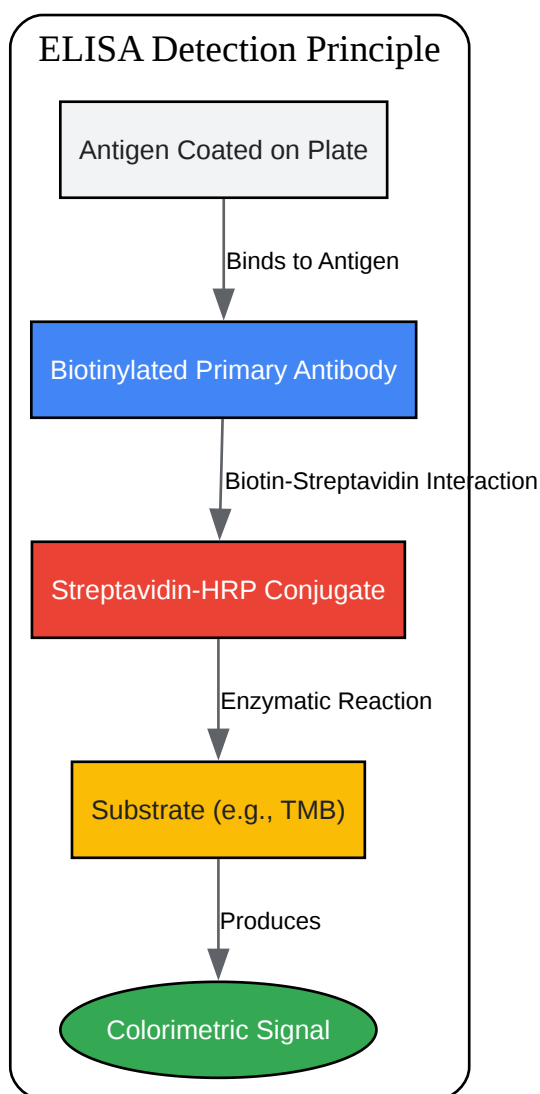 ELISA Detection Principle
Antigen Coated on Plate
Binds to Antigen
Biotinylated Primary Antibody
Biotin-Streptavidin Interaction
Streptavidin-HRP Conjugate
Enzymatic Reaction
Substrate (e.g., TMB)
Produces
Colorimetric Signal